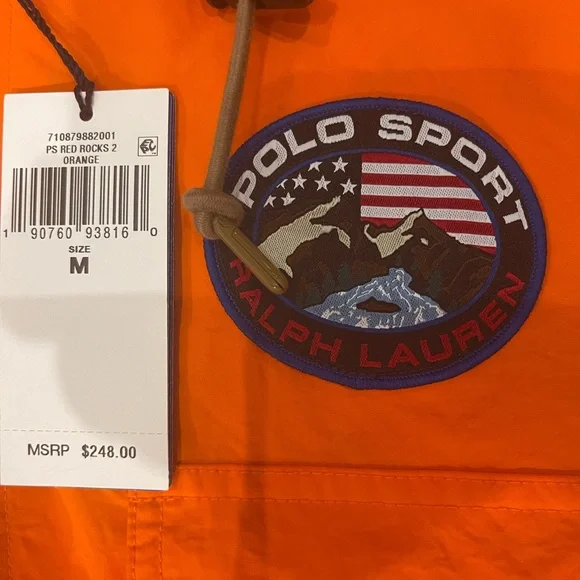 710879882001
PS RED ROCKS 2
ORANGE
1 90760 93816 0
SIZE
M
MSRP $248.00
POLO SPORT
RALPH LAUREN